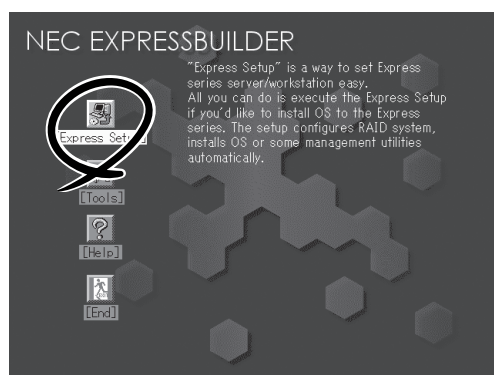 NEC EXPRESSBUILDER
"Express Setup" is a way to set Express
series server/workstation easy.
All you can do is execute the Express Setup
if you'd like to install OS to the Express
series. The setup configures RAID system,
installs OS or some management utilities
automatically.
Express Setup]
[Tools]
[Help]
[End]